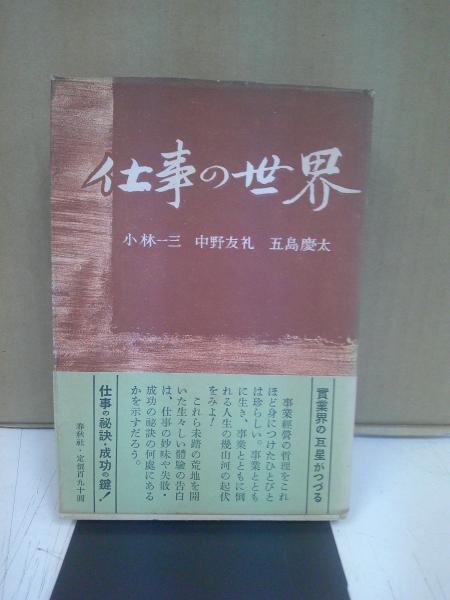 仕事の世界
小林一三 中野友礼 五島慶太
實業界の巨星がつづる
事業經營の哲理をこれ
ほど身につけたひとびと
は珍らしい。事業ととも
に生き、事業とともに倒
れる人生の幾山河の起伏
をみよ!
これら未踏の荒地を開
いた生々しい體驗の告白
は、仕事の妙味や失敗・
成功の秘訣の何處にある
かを示すだろう。
仕事の秘訣・成功の鍵!
春秋社・定價百九十圓